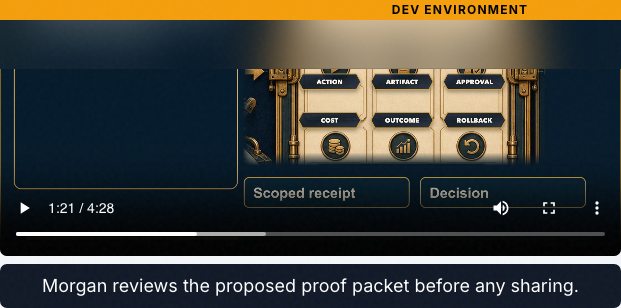 DEV ENVIRONMENT
ACTION ARTIFACT APPROVAL
COST OUTCOME ROLLBACK
Scoped receipt Decision
1:21 / 4:28
Morgan reviews the proposed proof packet before any sharing.